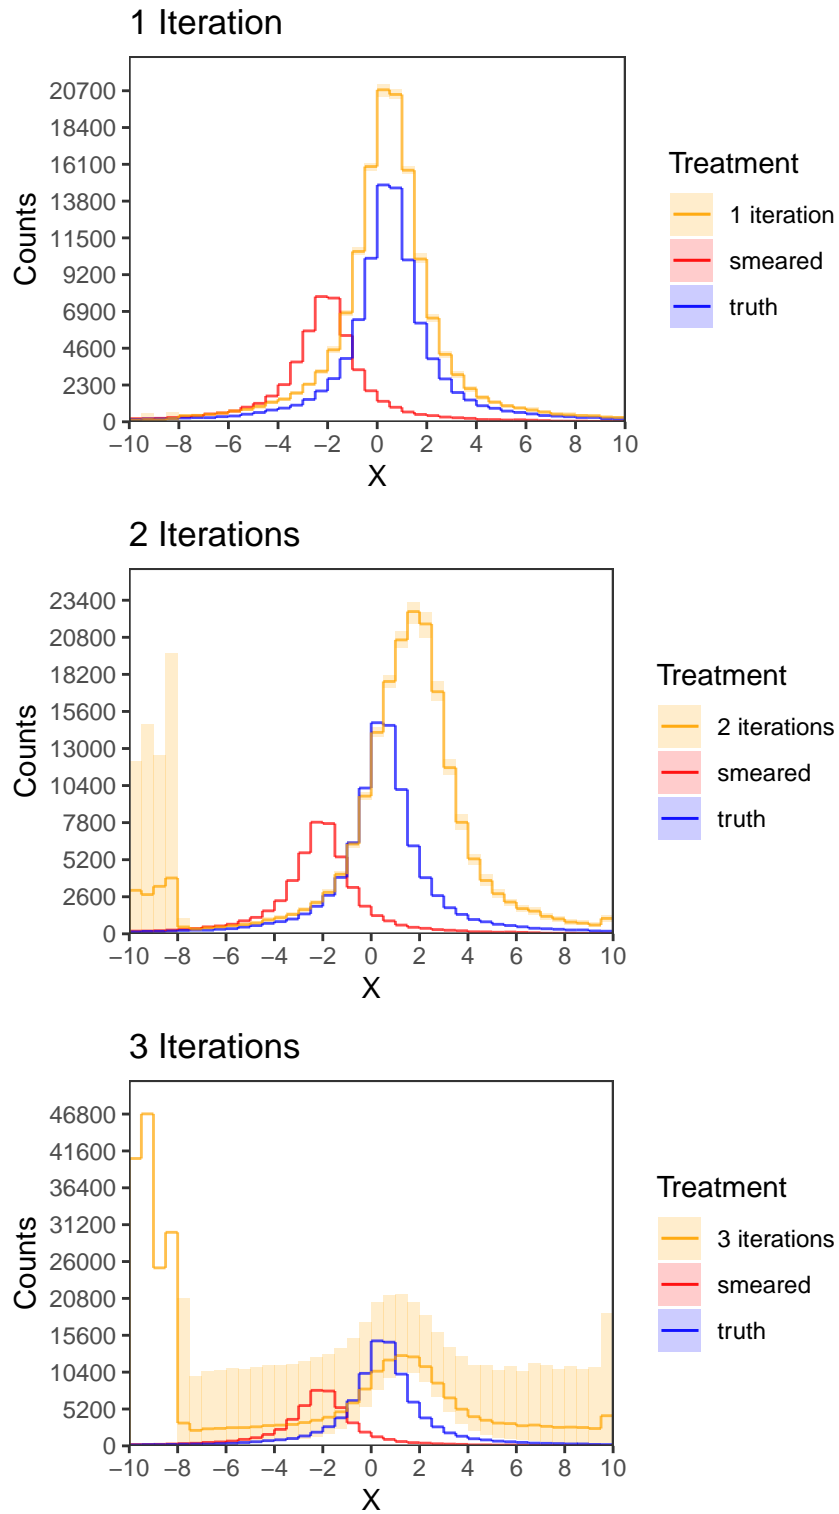 1 Iteration
20700
18400
16100
13800
11500
9200
6900
4600
2300
0
Counts
−10 −8 −6 −4 −2 0 2 4 6 8 10
X
Treatment
1 iteration
smeared
truth
2 Iterations
23400
20800
18200
15600
13000
10400
7800
5200
2600
0
Counts
−10 −8 −6 −4 −2 0 2 4 6 8 10
X
Treatment
2 iterations
smeared
truth
3 Iterations
46800
41600
36400
31200
26000
20800
15600
10400
5200
0
Counts
−10 −8 −6 −4 −2 0 2 4 6 8 10
X
Treatment
3 iterations
smeared
truth